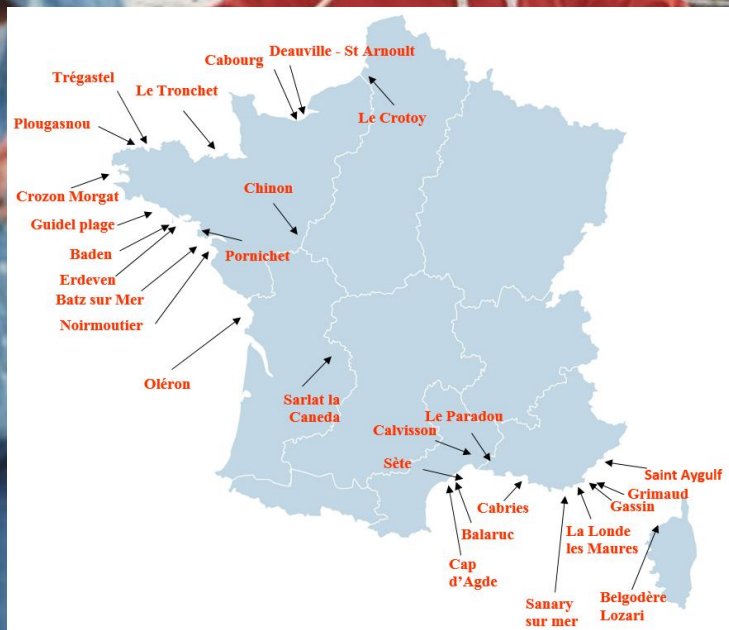 Deauville - St Arnoult
Cabourg
Trégastel
Le Tronchet
Le Crotoy
Plougasnou
Crozon Morgat
Chinon
Guidel plage
Baden
Pornichet
Erdeven
Batz sur Mer
Noirmoutier
Oléron
Sarlat la
Caneda
Le Paradou
Calvisson
Sète
Saint Aygulf
Grimaud
Gassin
Cabries
Balaruc
La Londe
les Maures
Cap
d'Agde
Sanary
sur mer
Belgodère
Lozari